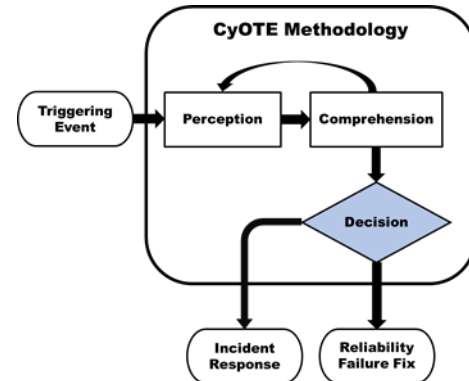 CyOTE Methodology
Triggering
Event
Perception
Comprehension
Decision
Incident
Response
Reliability
Failure Fix